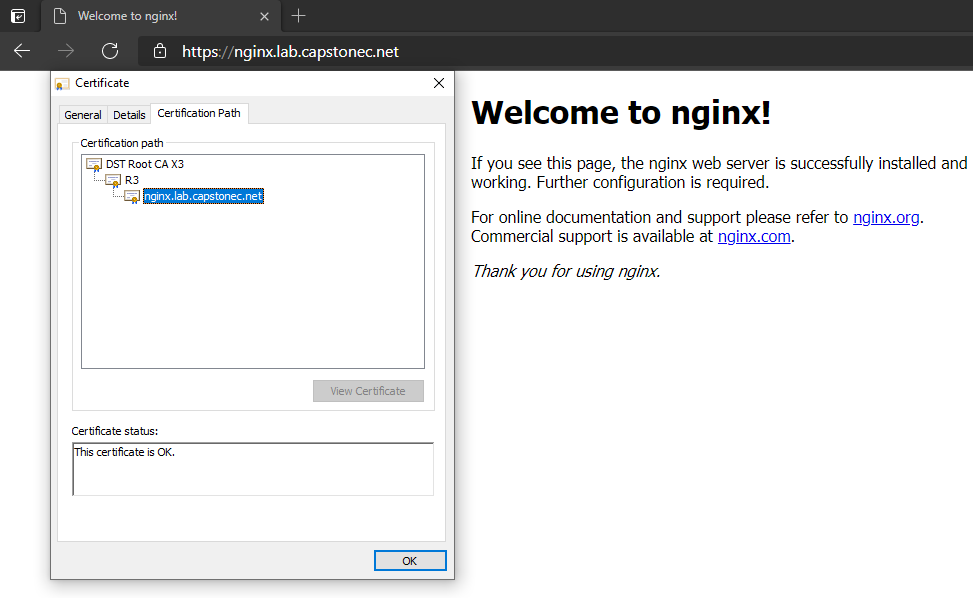 Welcome to nginx!
https://nginx.lab.capstonec.net
Certificate
General Details Certification Path
Certification path
DST Root CA X3
R3
nginx.lab.capstonec.net
View Certificate
Certificate status:
This certificate is OK.
OK
Welcome to nginx!
If you see this page, the nginx web server is successfully installed and
working. Further configuration is required.
For online documentation and support please refer to nginx.org.
Commercial support is available at nginx.com.
Thank you for using nginx.